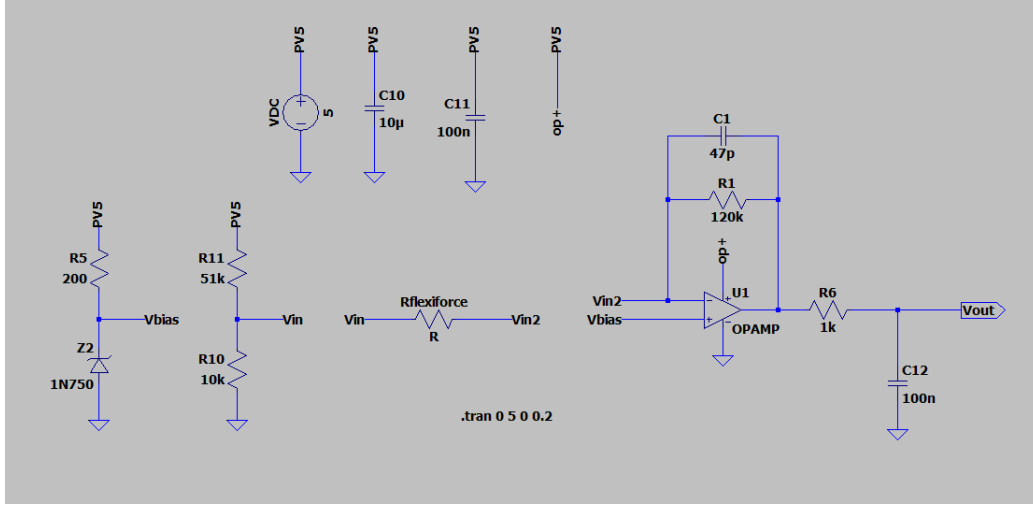 PV5
PV5
PV5
PV5
VDC
5
C10
10µ
C11
100n
op+
C1
47p
R1
120k
PV5
PV5
R5
200
R11
51k
op+
U1
Vin2
Vbias
OPAMP
R6
1k
Vout
Vbias
Vin
Rflexiforce
Vin
R
Vin2
Z2
1N750
R10
10k
C12
100n
.tran 0 5 0 0.2